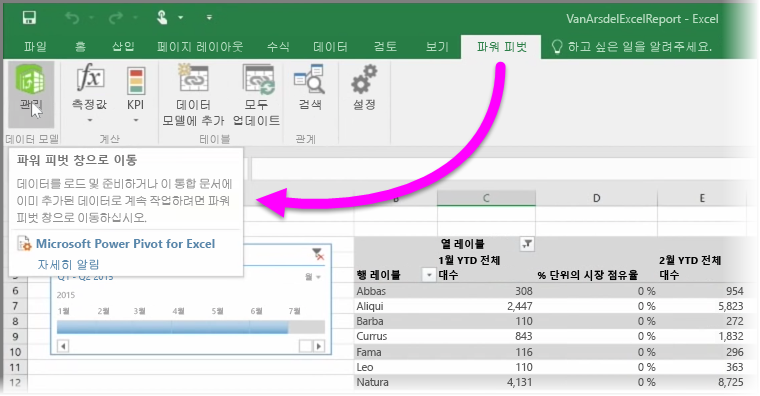 VanArsdelExcelReport - Excel
파일 홈 삽입 페이지 레이아웃 수식 데이터 검토 보기 파워 피벗 하고 싶은 일을 알려주세요.
관리
측정값
KPI
데이터
모델에 추가
모두
업데이트
검색
설정
데이터 모델 계산 테이블 관계
파워 피벗 창으로 이동
데이터를 로드 및 준비하거나 이 통합 문서에
이미 추가된 데이터로 계속 작업하려면 파워
피벗 창으로 이동하십시오.
Microsoft Power Pivot for Excel
자세히 알림
B C D E
Q1 - Q2 2015 월
2015
1월 2월 3월 4월 5월 6월 7월
열 레이블
1월 YTD 전체 2월 YTD 전체
행 레이블 대수 % 단위의 시장 점유율 대수
6 Abbas 308 0 % 954
7 Aliqui 2,447 0 % 5,823
8 Barba 110 0 % 272
9 Currus 843 0 % 1,832
10 Fama 116 0 % 296
11 Leo 110 0 % 363
12 Natura 4,131 0 % 8,725